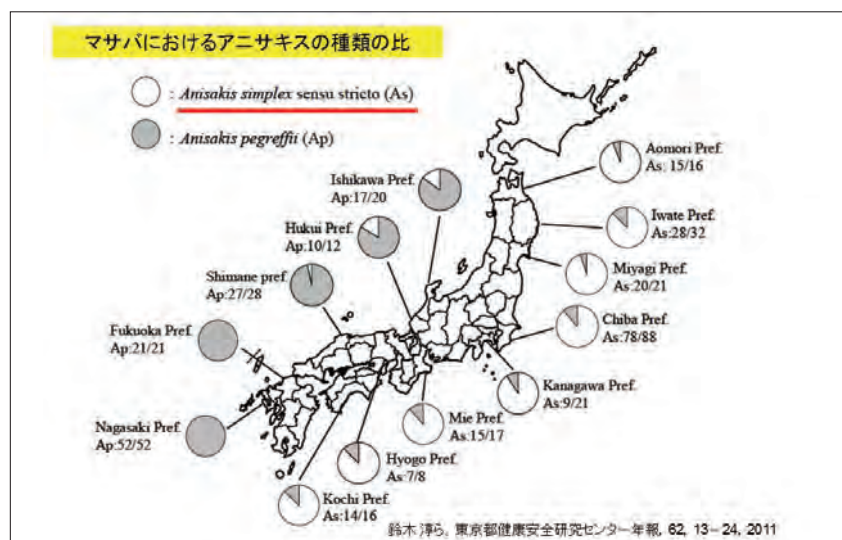 マサバにおけるアニサキスの種類の比
: Anisakis simplex sensu stricto (As)
: Anisakis pegreffii (Ap)
Ishikawa Pref.
Ap:17/20
Hukui Pref.
Ap:10/12
Shimane pref.
Ap:27/28
Fukuoka Pref.
Ap:21/21
Nagasaki Pref.
Ap:52/52
Aomori Pref.
As: 15/16
Iwate Pref.
As:28/32
Miyagi Pref.
As:20/21
Chiba Pref.
As:78/88
Kanagawa Pref.
As:9/21
Mie Pref.
As:15/17
Hyogo Pref.
As:7/8
Kochi Pref.
As:14/16
鈴木 淳ら, 東京都健康安全研究センター年報, 62, 13-24, 2011